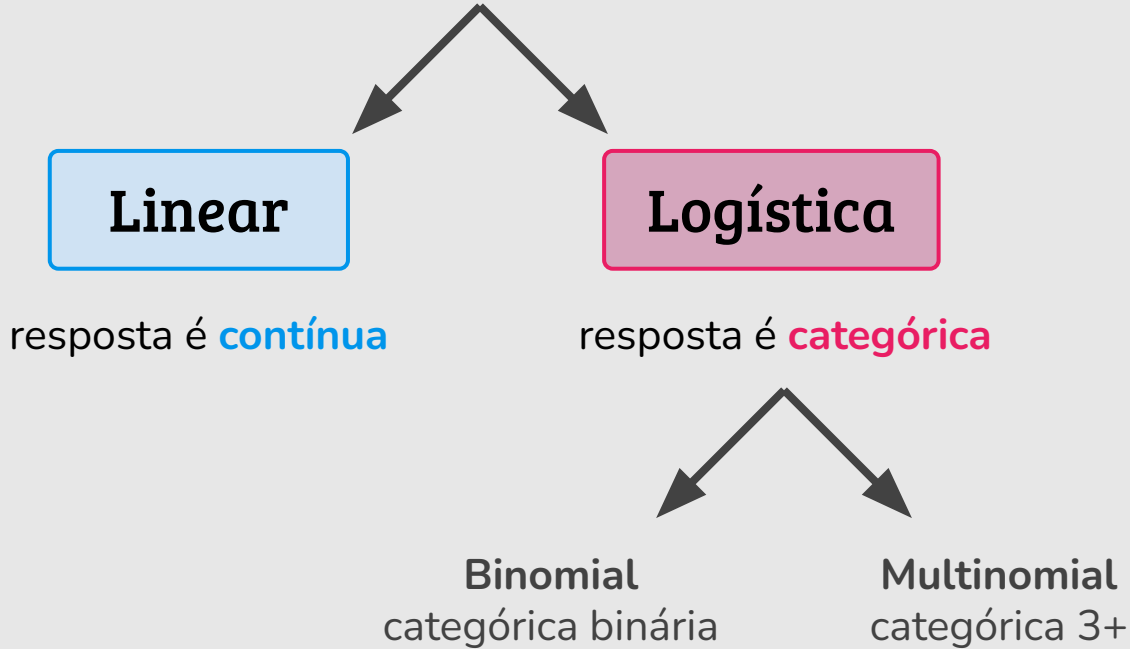 Linear
Logística
resposta é contínua
resposta é categórica
Binomial
categórica binária
Multinomial
categórica 3+